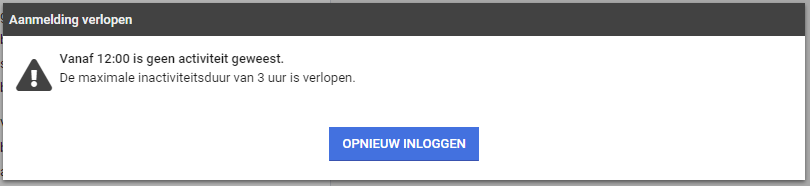 Aanmelding verlopen
Vanaf 12:00 is geen activiteit geweest.
De maximale inactiviteitsduur van 3 uur is verlopen.
OPNIEUW INLOGGEN